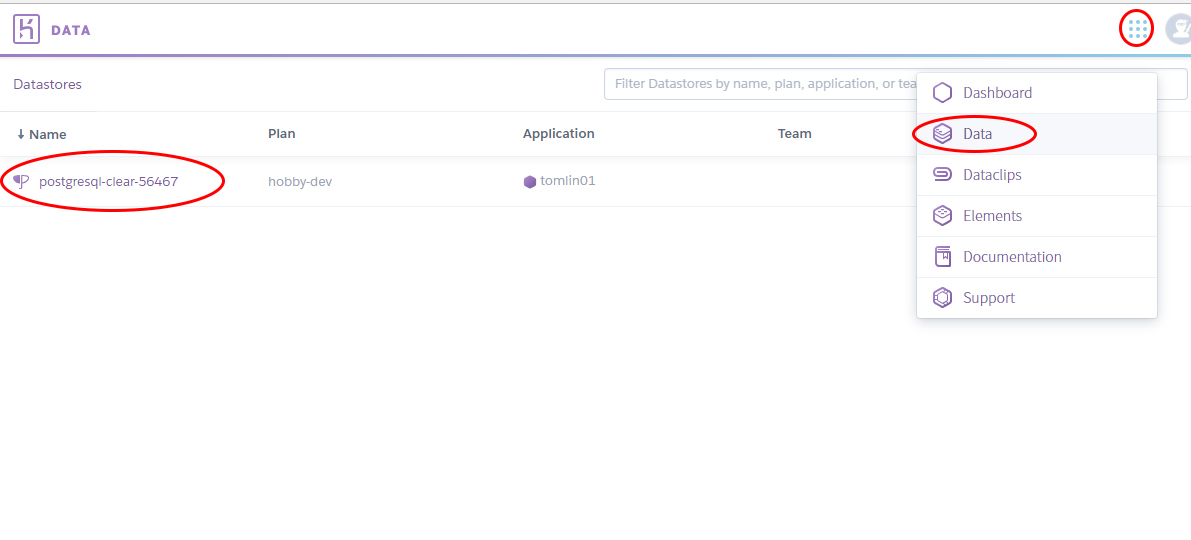 DATA
Datastores
Filter Datastores by name, plan, application, or tea
Dashboard
Name Plan Application Team
Data
postgresql-clear-56467 hobby-dev tomlin01
Dataclips
Elements
Documentation
Support